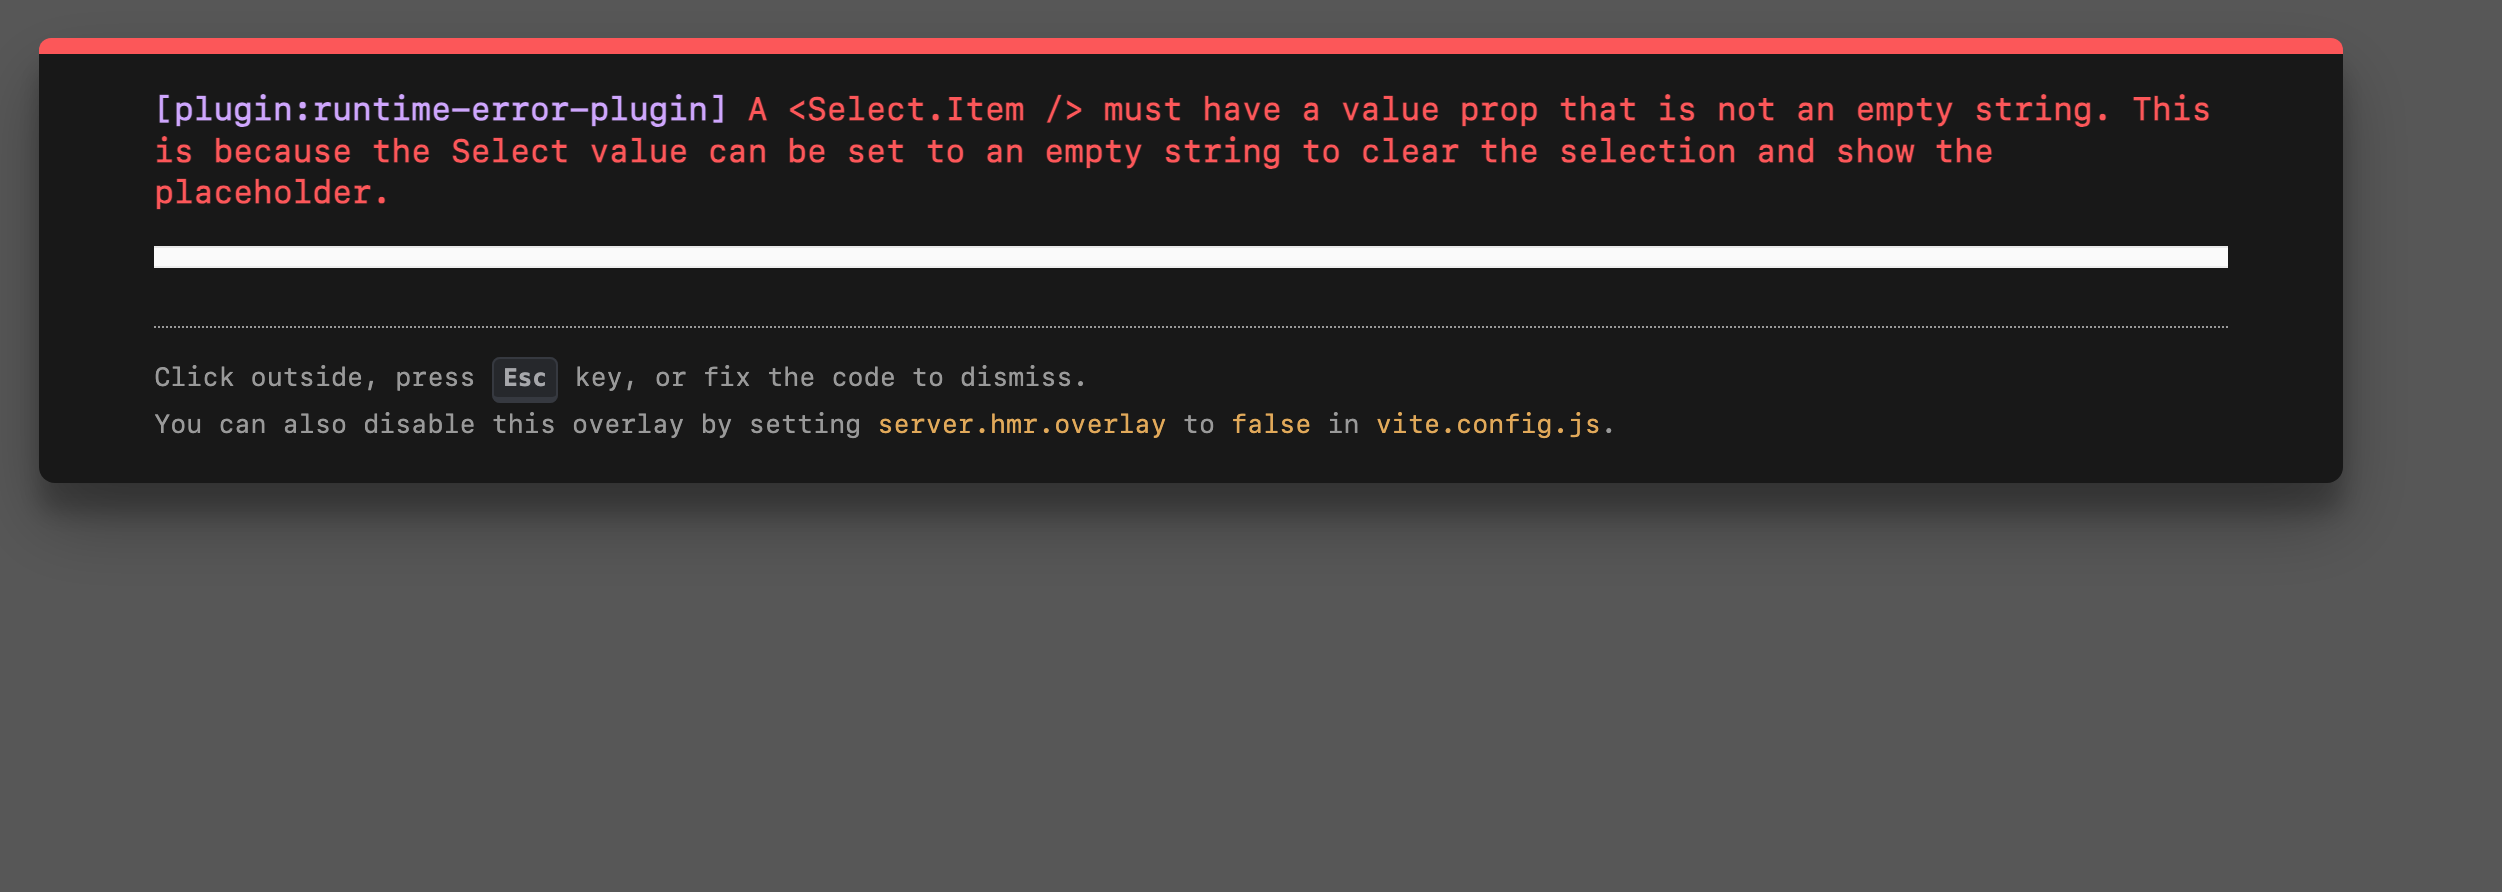 [plugin:runtime-error-plugin] A <Select.Item /> must have a value prop that is not an empty string. This
is because the Select value can be set to an empty string to clear the selection and show the
placeholder.
Click outside, press Esc key, or fix the code to dismiss.
You can also disable this overlay by setting server.hmr.overlay to false in vite.config.js.